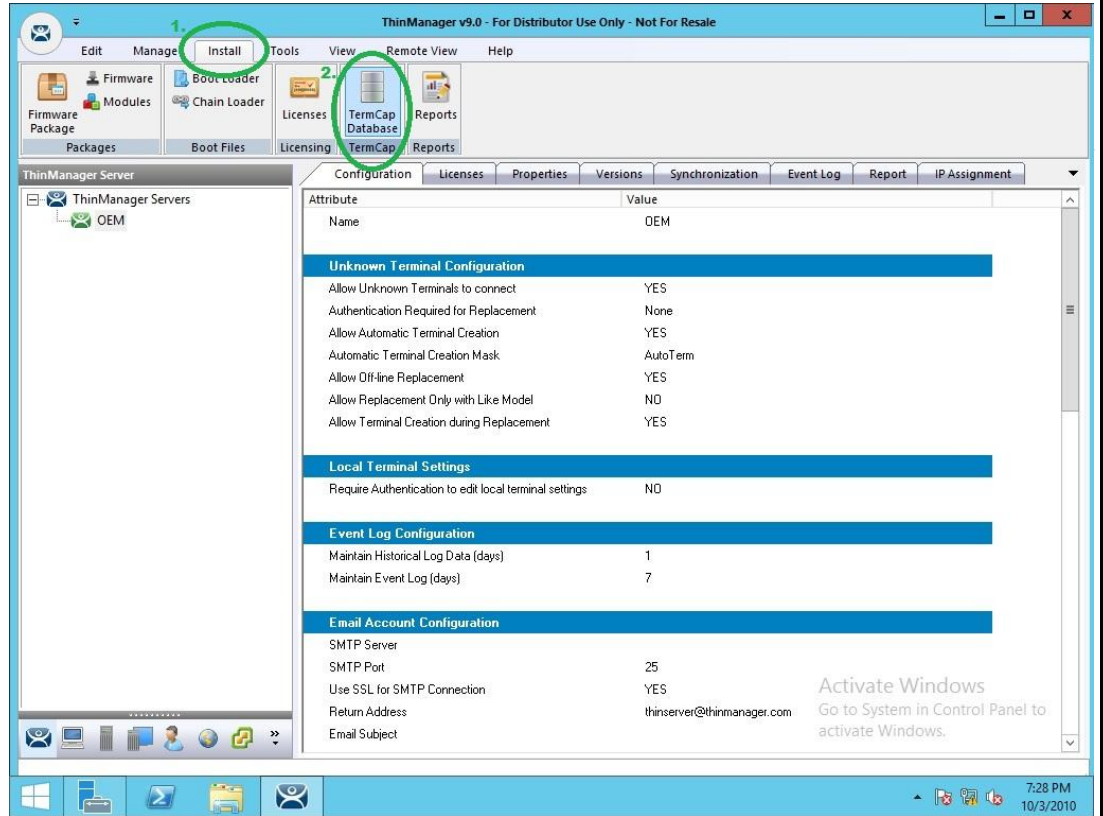 ThinManager v9.0 - For Distributor Use Only - Not For Resale
1.
Edit Manage Install Tools View Remote View Help
2.
Firmware Package
Firmware
Modules
Boot Loader
Chain Loader
Licenses
TermCap Database
Reports
Packages Boot Files Licensing TermCap Reports
ThinManager Server
ThinManager Servers
OEM
Configuration Licenses Properties Versions Synchronization Event Log Report IP Assignment
Attribute Value
Name OEM
Unknown Terminal Configuration
Allow Unknown Terminals to connect YES
Authentication Required for Replacement None
Allow Automatic Terminal Creation YES
Automatic Terminal Creation Mask AutoTerm
Allow Off-line Replacement YES
Allow Replacement Only with Like Model NO
Allow Terminal Creation during Replacement YES
Local Terminal Settings
Require Authentication to edit local terminal settings NO
Event Log Configuration
Maintain Historical Log Data (days) 1
Maintain Event Log (days) 7
Email Account Configuration
SMTP Server
SMTP Port 25
Use SSL for SMTP Connection YES
Return Address thinserver@thinmanager.com
Email Subject
Activate Windows
Go to System in Control Panel to
activate Windows.
7:28 PM
10/3/2010